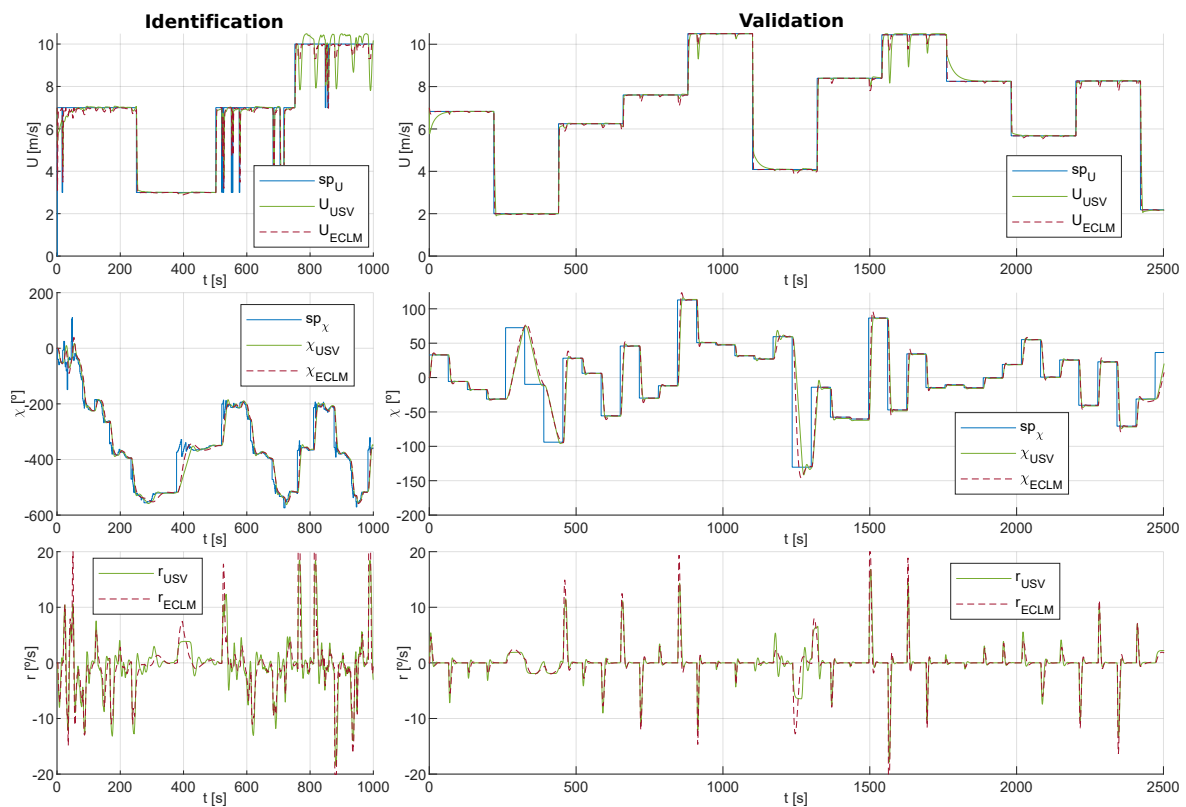 Identification
Validation
10
8
6
4
2
0
U [m/s]
sp_U
U_USV
U_ECLM
0 200 400 600 800 1000
t [s]
10
8
6
4
2
0
U [m/s]
sp_U
U_USV
U_ECLM
0 500 1000 1500 2000 2500
t [s]
200
0
-200
-400
-600
χ [º]
sp_χ
χ_USV
χ_ECLM
0 200 400 600 800 1000
t [s]
100
50
0
-50
-100
-150
-200
χ [º]
sp_χ
χ_USV
χ_ECLM
0 500 1000 1500 2000 2500
t [s]
20
10
0
-10
-20
r [º/s]
r_USV
r_ECLM
0 200 400 600 800 1000
t [s]
20
10
0
-10
-20
r [º/s]
r_USV
r_ECLM
0 500 1000 1500 2000 2500
t [s]